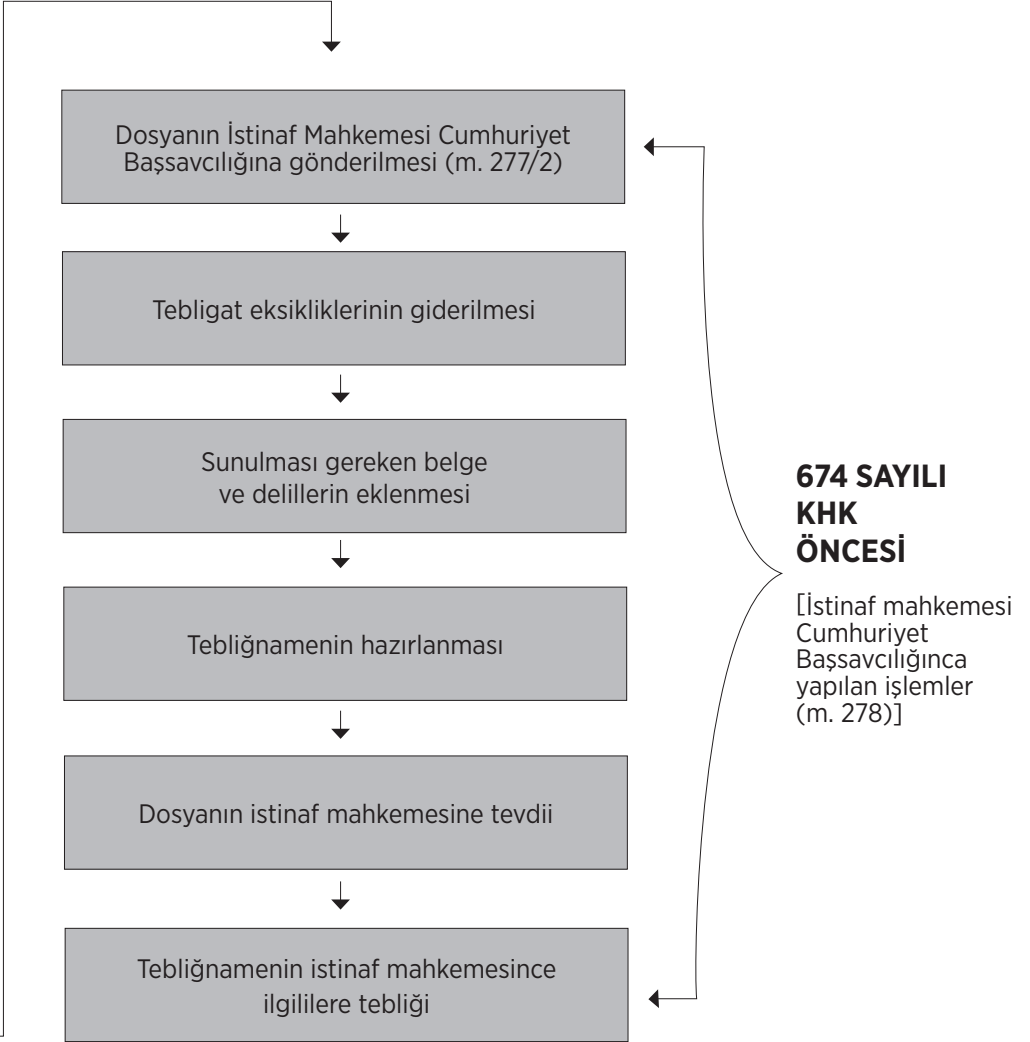 Dosyanın İstinaf Mahkemesi Cumhuriyet
Başsavcılığına gönderilmesi (m. 277/2)
Tebligat eksikliklerinin giderilmesi
Sunulması gereken belge
ve delillerin eklenmesi
Tebliğnamenin hazırlanması
Dosyanın istinaf mahkemesine tevdii
Tebliğnamenin istinaf mahkemesince
ilgililere tebliği
674 SAYILI
KHK
ÖNCESİ
[İstinaf mahkemesi
Cumhuriyet
Başsavcılığınca
yapılan işlemler
(m. 278)]